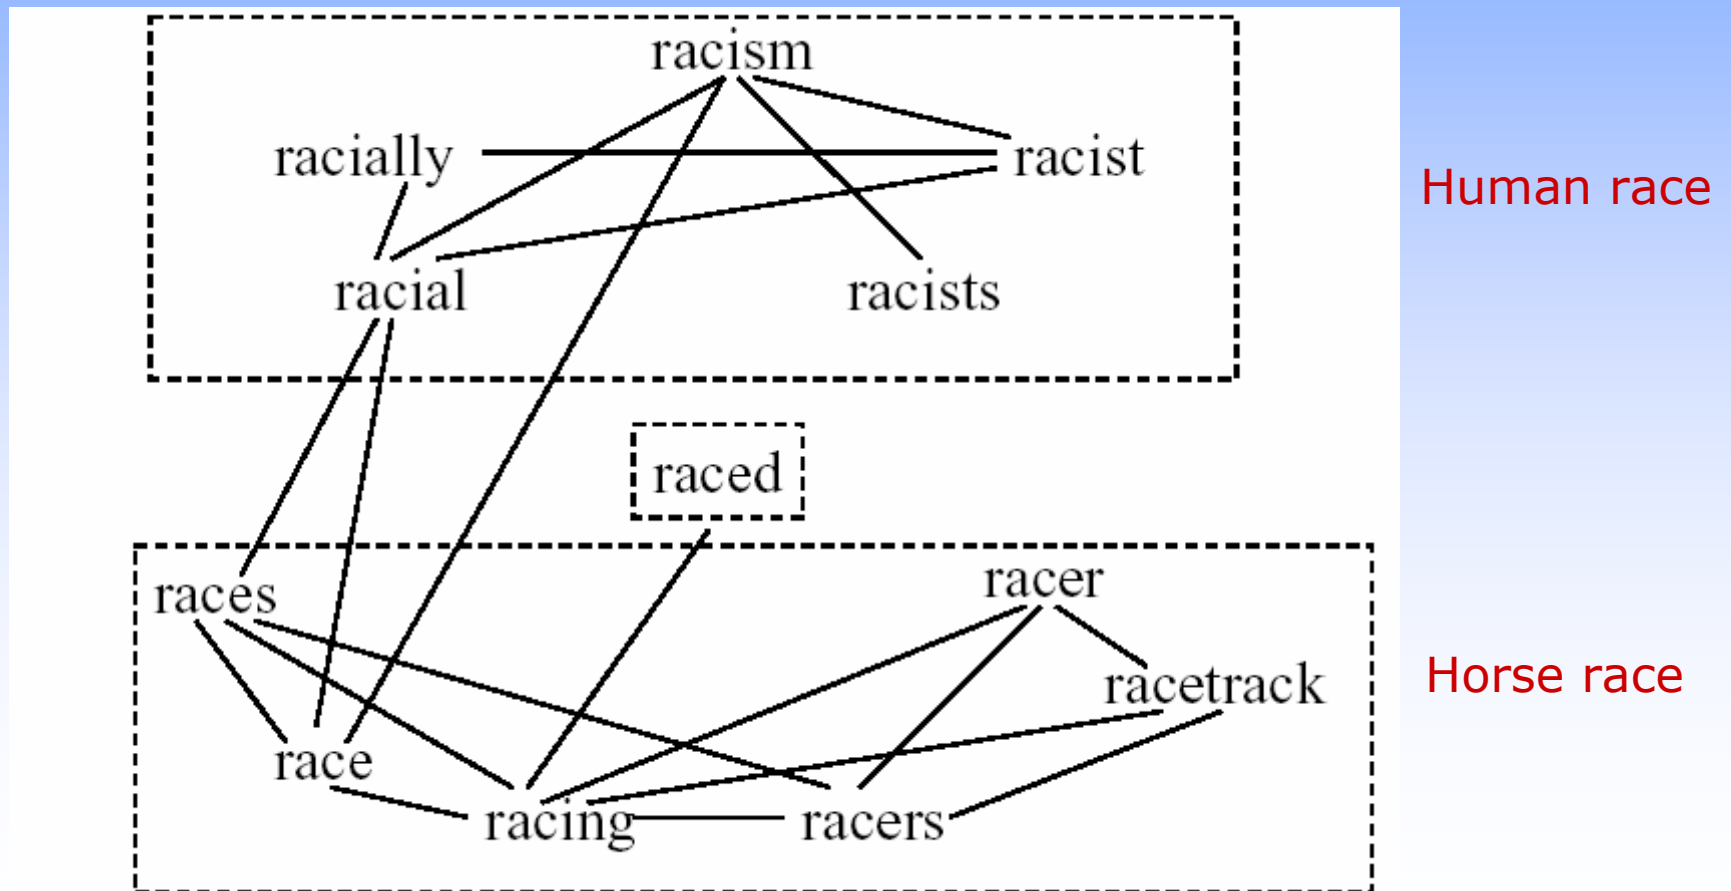 racism
racially
racist
Human race
racial
racists
raced
races
racer
racetrack
Horse race
race
racing
racers